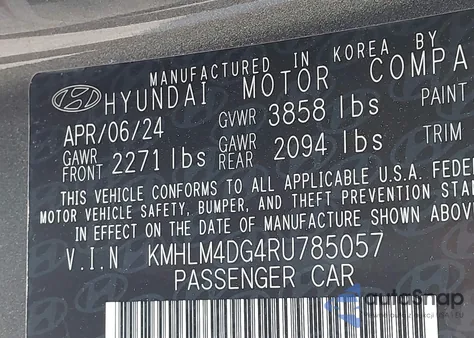 MANUFACTURED IN KOREA BY
HYUNDAI MOTOR COMPA
APR/06/24 GVWR 3858 lbs PAINT
GAWR FRONT 2271 lbs GAWR REAR 2094 lbs TRIM
THIS VEHICLE CONFORMS TO ALL APPLICABLE U.S.A. FEDE
MOTOR VEHICLE SAFETY, BUMPER, AND THEFT PREVENTION STAN
IN EFFECT ON THE DATE OF MANUFACTURE SHOWN ABOV
V.I.N KMHLM4DG4RU785057
PASSENGER CAR
autoSnap